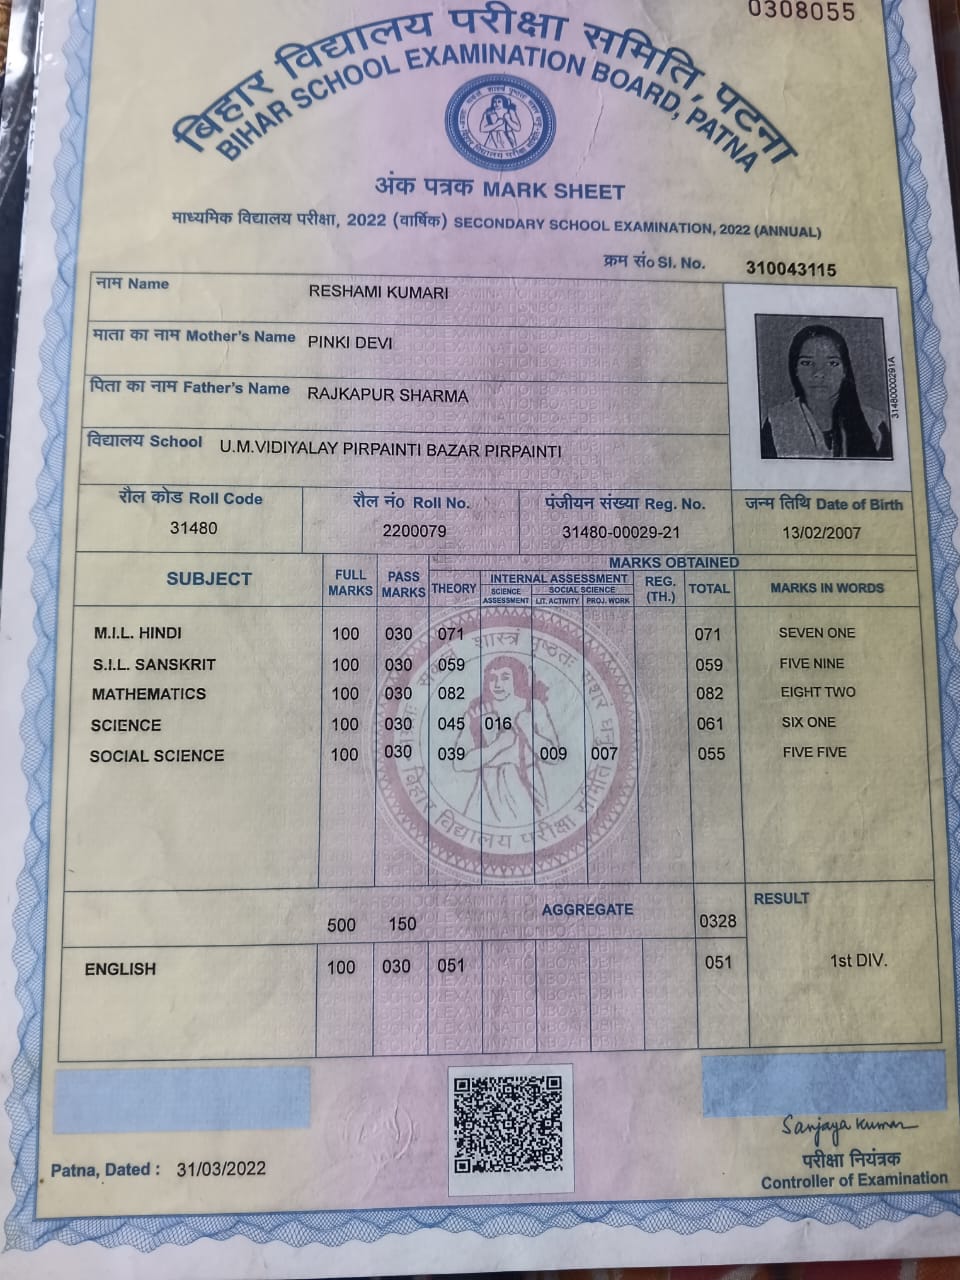 0308055
बिहार विद्यालय परीक्षा समिति, पटना
BIHAR SCHOOL EXAMINATION BOARD, PATNA
अंक पत्रक MARK SHEET
माध्यमिक विद्यालय परीक्षा, 2022 (वार्षिक) SECONDARY SCHOOL EXAMINATION, 2022 (ANNUAL)
क्रम सं० SI. No. 310043115
नाम Name RESHAMI KUMARI
माता का नाम Mother's Name PINKI DEVI
पिता का नाम Father's Name RAJKAPUR SHARMA
31480000291A
विद्यालय School U.M.VIDIYALAY PIRPAINTI BAZAR PIRPAINTI
रौल कोड Roll Code रौल नं० Roll No. पंजीयन संख्या Reg. No. जन्म तिथि Date of Birth
31480 2200079 31480-00029-21 13/02/2007
SUBJECT FULL MARKS PASS MARKS MARKS OBTAINED
THEORY INTERNAL ASSESSMENT REG. (TH.) TOTAL MARKS IN WORDS
SCIENCE ASSESSMENT SOCIAL SCIENCE LIT. ACTIVITY PROJ. WORK
M.I.L. HINDI 100 030 071 071 SEVEN ONE
S.I.L. SANSKRIT 100 030 059 059 FIVE NINE
MATHEMATICS 100 030 082 082 EIGHT TWO
SCIENCE 100 030 045 016 061 SIX ONE
SOCIAL SCIENCE 100 030 039 009 007 055 FIVE FIVE
बिहार विद्यालय परीक्षा समिति
500 150 AGGREGATE 0328 RESULT
ENGLISH 100 030 051 051 1st DIV.
Sanjaya Kumar
Patna, Dated : 31/03/2022
परीक्षा नियंत्रक
Controller of Examination